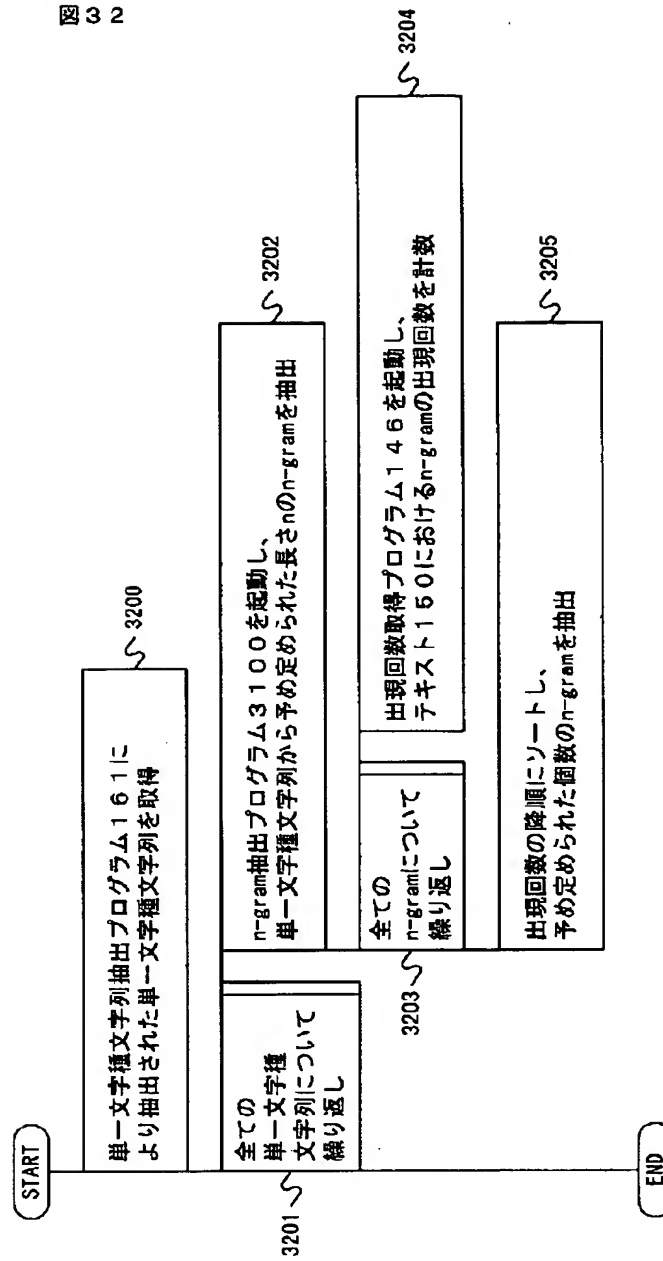 図32
START
単一文字種文字列抽出プログラム161に
より抽出された単一文字種文字列を取得
3200
3201
全ての
単一文字種
文字列について
繰り返し
n-gram抽出プログラム3100を起動し、
単一文字種文字列から予め定められた長さnのn-gramを抽出
3202
3203
全ての
n-gramについて
繰り返し
出現回数取得プログラム146を起動し、
テキスト150におけるn-gramの出現回数を計数
3204
出現回数の降順にソートし、
予め定められた個数のn-gramを抽出
3205
END